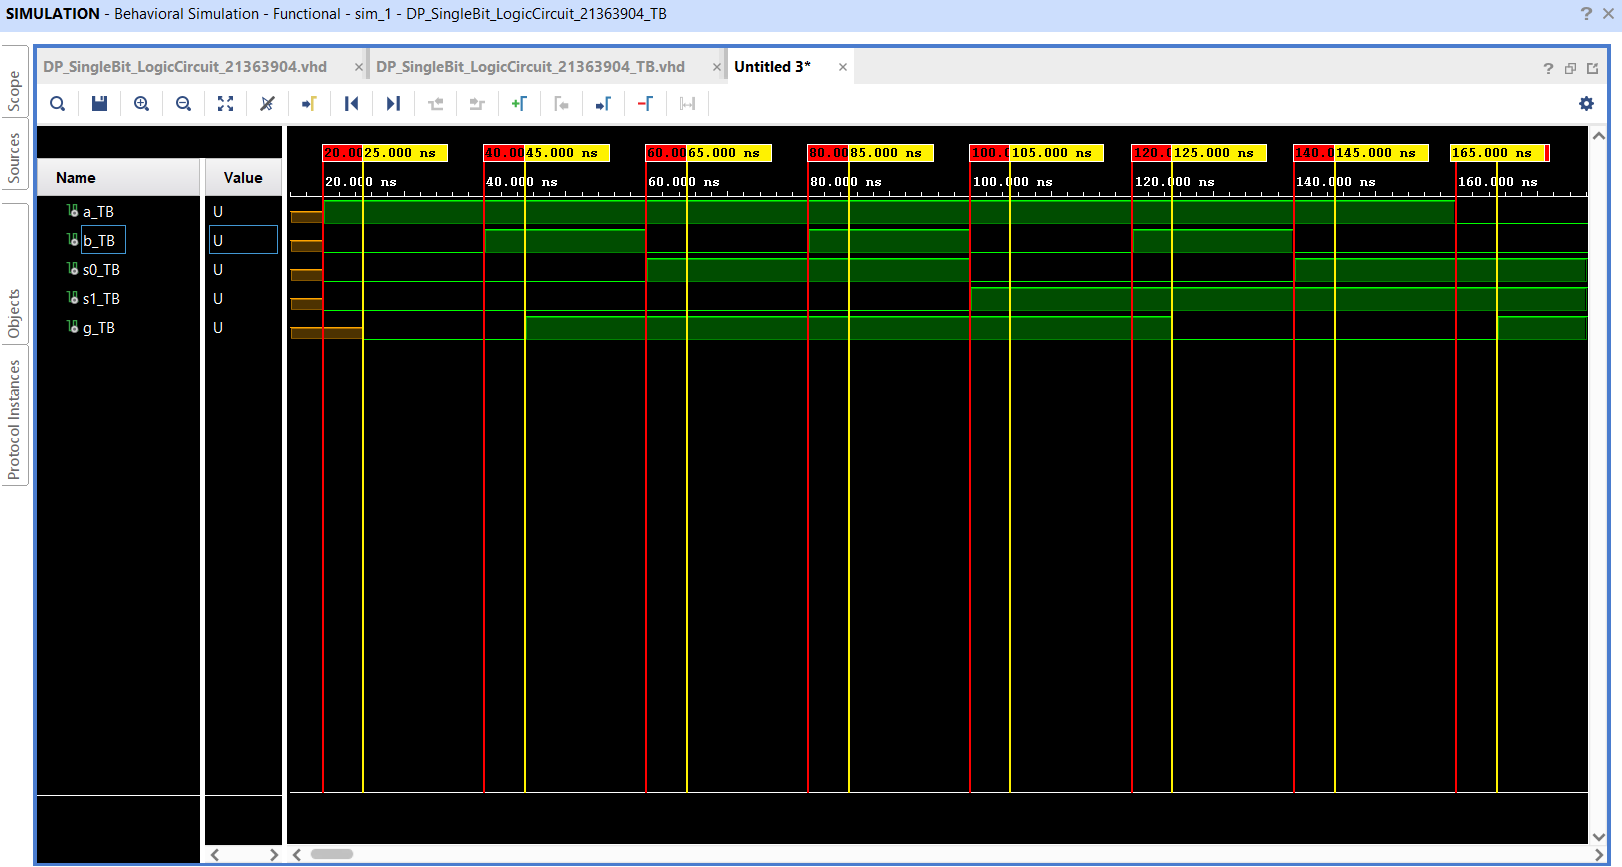 SIMULATION - Behavioral Simulation - Functional - sim_1 - DP_SingleBit_LogicCircuit_21363904_TB
DP_SingleBit_LogicCircuit_21363904.vhd
DP_SingleBit_LogicCircuit_21363904_TB.vhd
Untitled 3*
Scope
Sources
Objects
Protocol Instances
20.00 25.000 ns 40.00 45.000 ns 60.00 65.000 ns 80.00 85.000 ns 100.0 105.000 ns 120.0 125.000 ns 140.0 145.000 ns 165.000 ns
Name Value
20.000 ns 40.000 ns 60.000 ns 80.000 ns 100.000 ns 120.000 ns 140.000 ns 160.000 ns
a_TB U
b_TB U
s0_TB U
s1_TB U
g_TB U